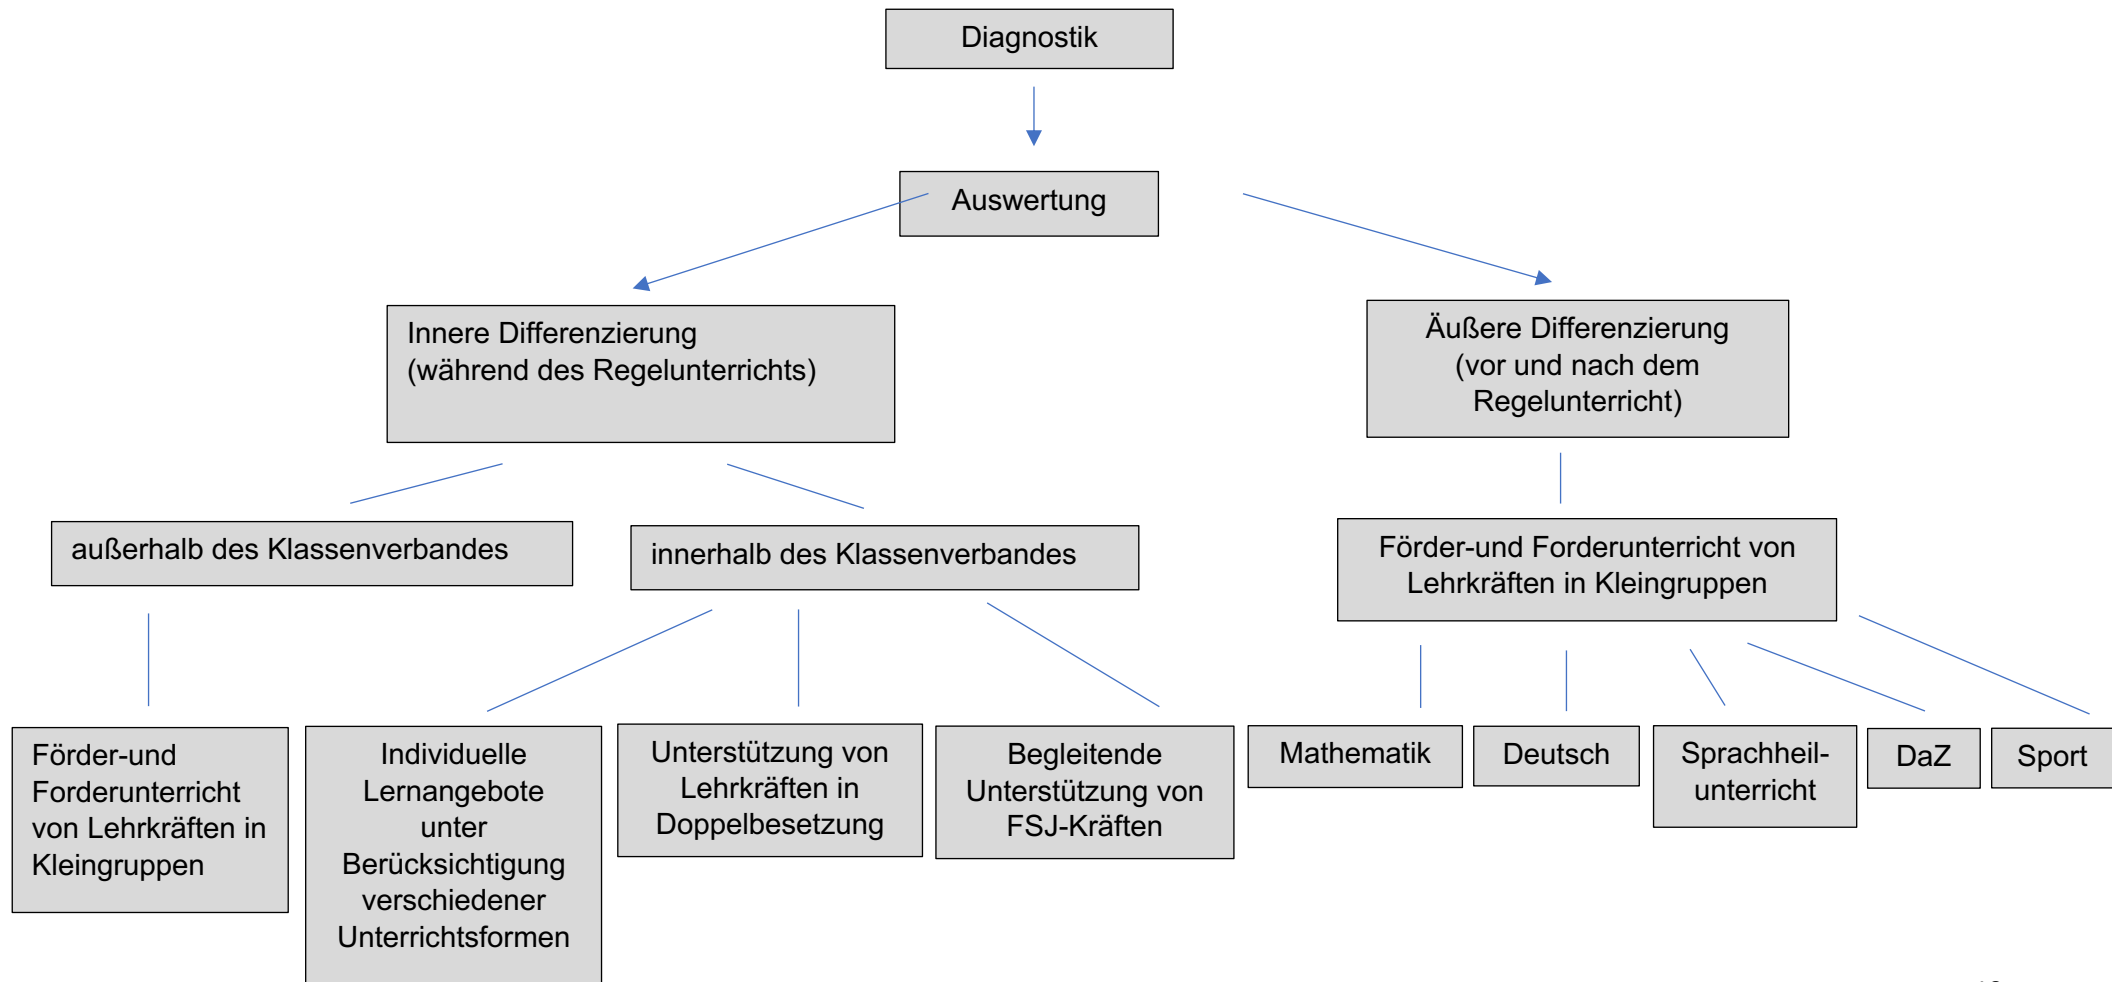 Diagnostik
Auswertung
Innere Differenzierung
(während des Regelunterrichts)
Äußere Differenzierung
(vor und nach dem
Regelunterricht)
außerhalb des Klassenverbandes
innerhalb des Klassenverbandes
Förder-und Forderunterricht von
Lehrkräften in Kleingruppen
Förder-und
Forderunterricht
von Lehrkräften in
Kleingruppen
Individuelle
Lernangebote
unter
Berücksichtigung
verschiedener
Unterrichtsformen
Unterstützung von
Lehrkräften in
Doppelbesetzung
Begleitende
Unterstützung von
FSJ-Kräften
Mathematik
Deutsch
Sprachheil-
unterricht
DaZ
Sport